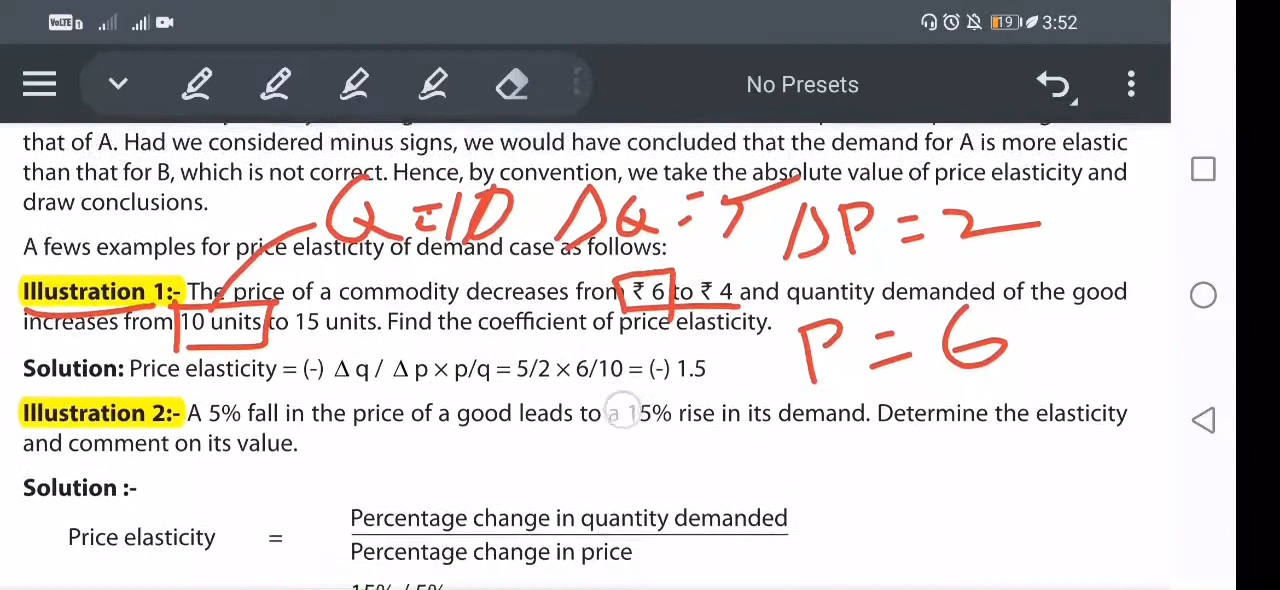 VoLTE 19 3:52
No Presets
that of A. Had we considered minus signs, we would have concluded that the demand for A is more elastic
than that for B, which is not correct. Hence, by convention, we take the absolute value of price elasticity and
draw conclusions.
Q = 10 ΔQ = 5 ΔP = 2
A fews examples for price elasticity of demand case as follows:
Illustration 1:- The price of a commodity decreases from ₹ 6 to ₹ 4 and quantity demanded of the good
increases from 10 units to 15 units. Find the coefficient of price elasticity.
P = 6
Solution: Price elasticity = (-) Δ q / Δ p × p/q = 5/2 × 6/10 = (-) 1.5
Illustration 2:- A 5% fall in the price of a good leads to a 15% rise in its demand. Determine the elasticity
and comment on its value.
Solution :-
Price elasticity = Percentage change in quantity demanded
Percentage change in price